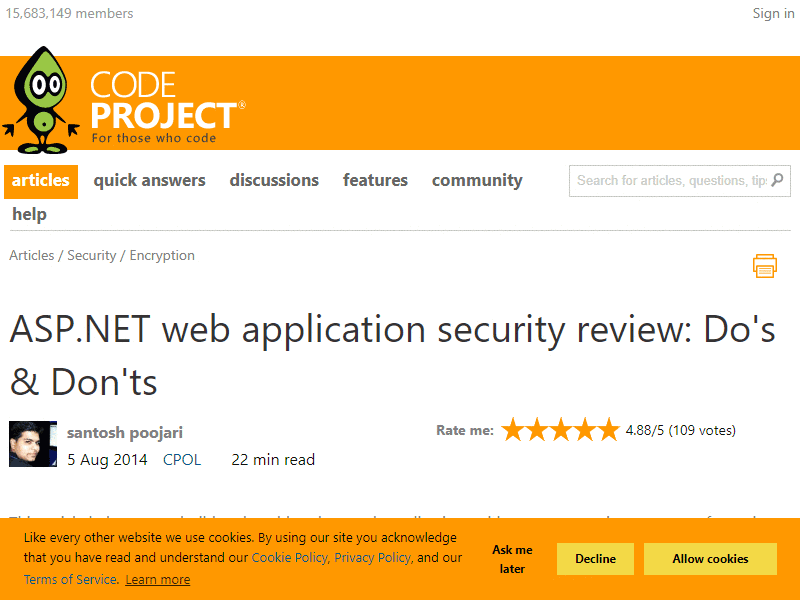 15,683,149 members
Sign in
CODE
PROJECT®
For those who code
articles quick answers discussions features community
Search for articles, questions, tips
help
Articles / Security / Encryption
ASP.NET web application security review: Do's
& Don'ts
santosh poojari
Rate me: 4.88/5 (109 votes)
5 Aug 2014 CPOL 22 min read
Like every other website we use cookies. By using our site you acknowledge
that you have read and understand our Cookie Policy, Privacy Policy, and our
Terms of Service. Learn more
Ask me
later
Decline
Allow cookies